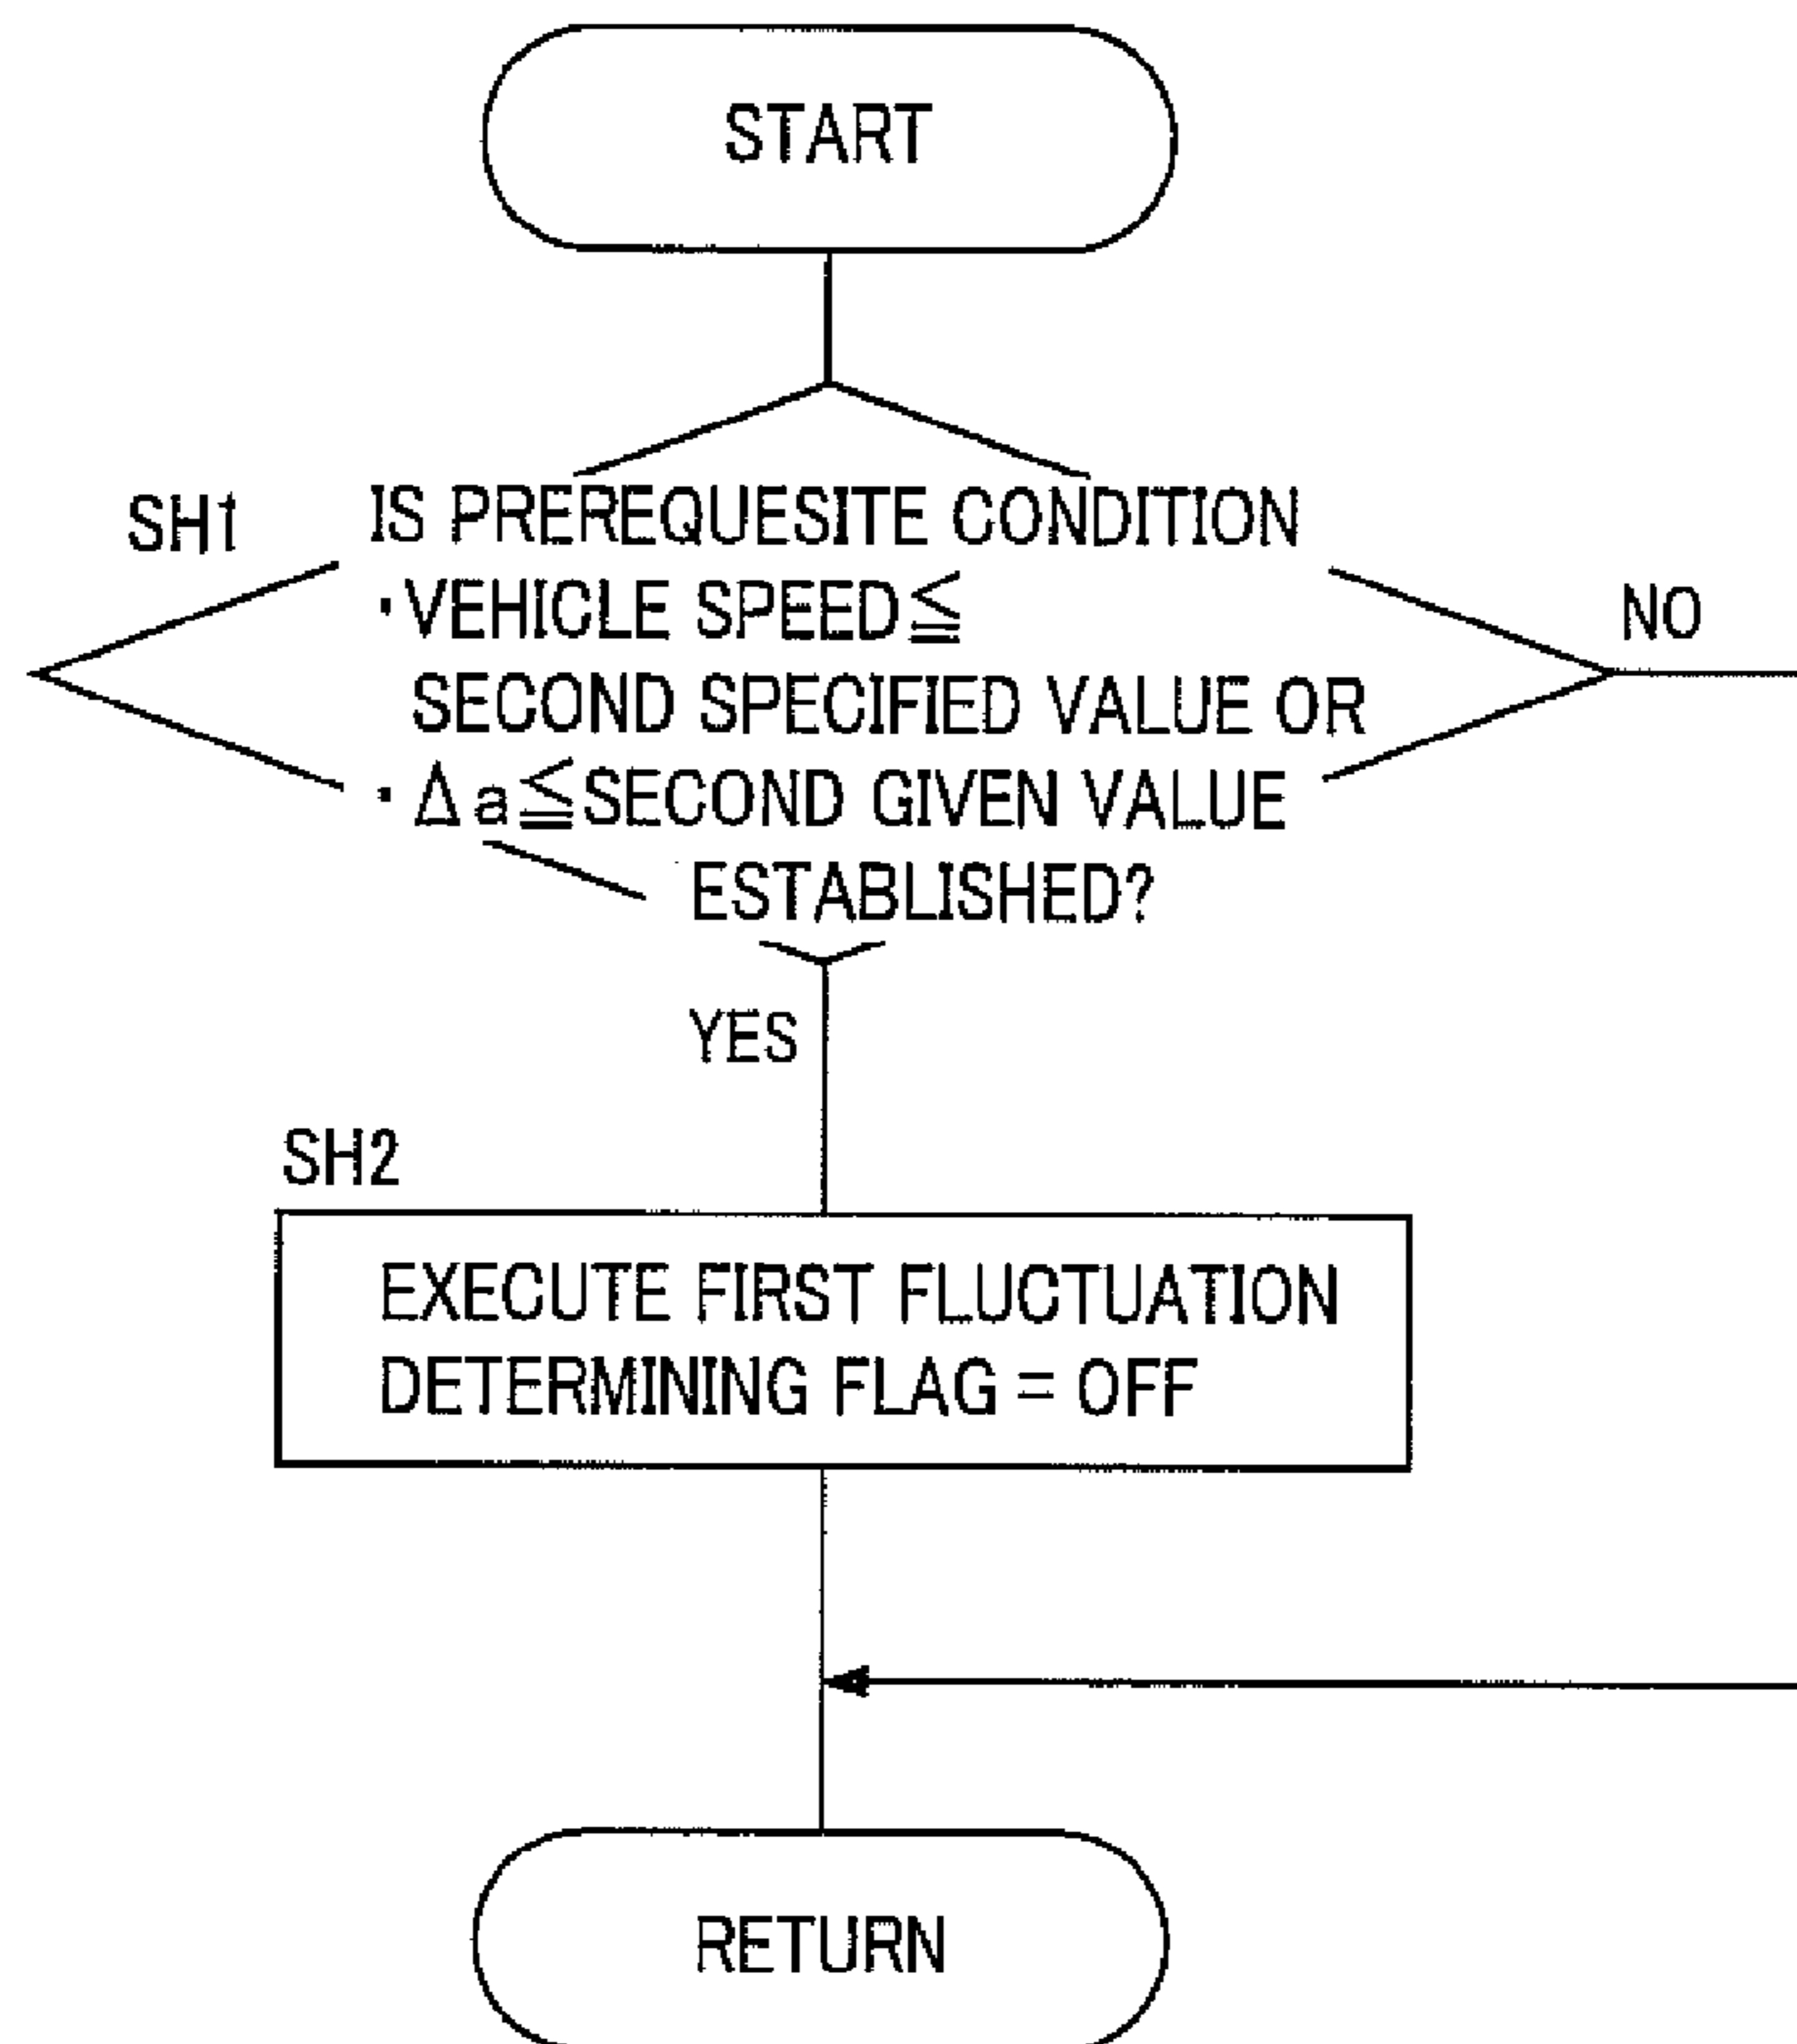 START
SH1
IS PREREQUESITE CONDITION
・VEHICLE SPEED≦
NO
SECOND SPECIFIED VALUE OR
・Δa≦SECOND GIVEN VALUE
ESTABLISHED?
YES
SH2
EXECUTE FIRST FLUCTUATION
DETERMINING FLAG = OFF
RETURN